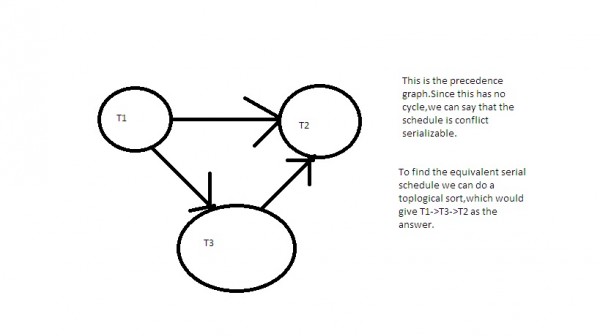 T1
T2
T3
This is the precedence
graph.Since this has no
cycle,we can say that the
schedule is conflict
serializable.
To find the equivalent serial
schedule we can do a
toplogical sort,which would
give T1->T3->T2 as the
answer.